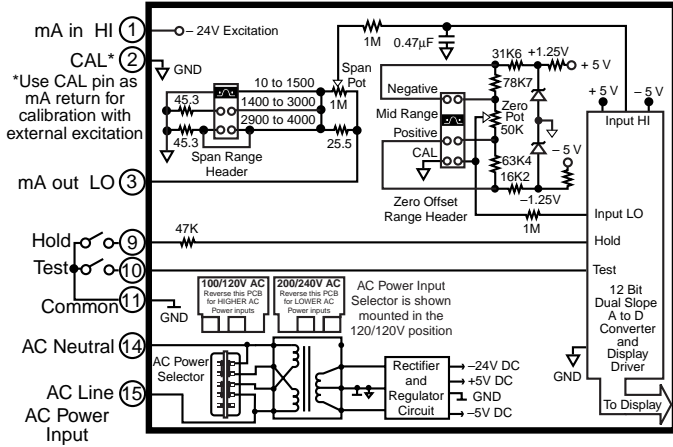 mA in HI 1
– 24V Excitation
CAL* 2
GND
*Use CAL pin as
mA return for
calibration with
external excitation
mA out LO 3
45.3
45.3
10 to 1500
1400 to 3000
2900 to 4000
Span Range
Header
Span
Pot
1M
25.5
1M
0.47µF
Negative
Mid Range
Positive
CAL
GND
Zero Offset
Range Header
31K6
+1.25V
+ 5 V
78K7
Zero
Pot
50K
63K4
16K2
–1.25V
– 5 V
1M
+ 5 V
– 5 V
Input HI
Input LO
Hold
Test
12 Bit
Dual Slope
A to D
Converter
and
Display
Driver
GND
To Display
Hold 9
47K
Test 10
Common 11
GND
100/120V AC
Reverse this PCB
for HIGHER AC
Power inputs
200/240V AC
Reverse this PCB
for LOWER AC
Power inputs
AC Power Input
Selector is shown
mounted in the
120/120V position
AC Neutral 14
AC Line 15
AC Power
Input
AC Power
Selector
Rectifier
and
Regulator
Circuit
–24V DC
+5V DC
GND
–5V DC